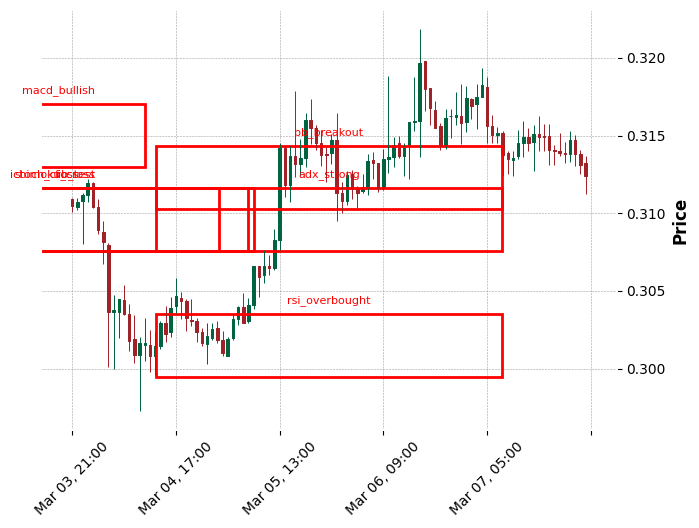 macd_bullish
bb_breakout
adx_strong
rsi_overbought
0.320
0.315
0.310
0.305
0.300
Price
Mar 03, 21:00
Mar 04, 17:00
Mar 05, 13:00
Mar 06, 09:00
Mar 07, 05:00